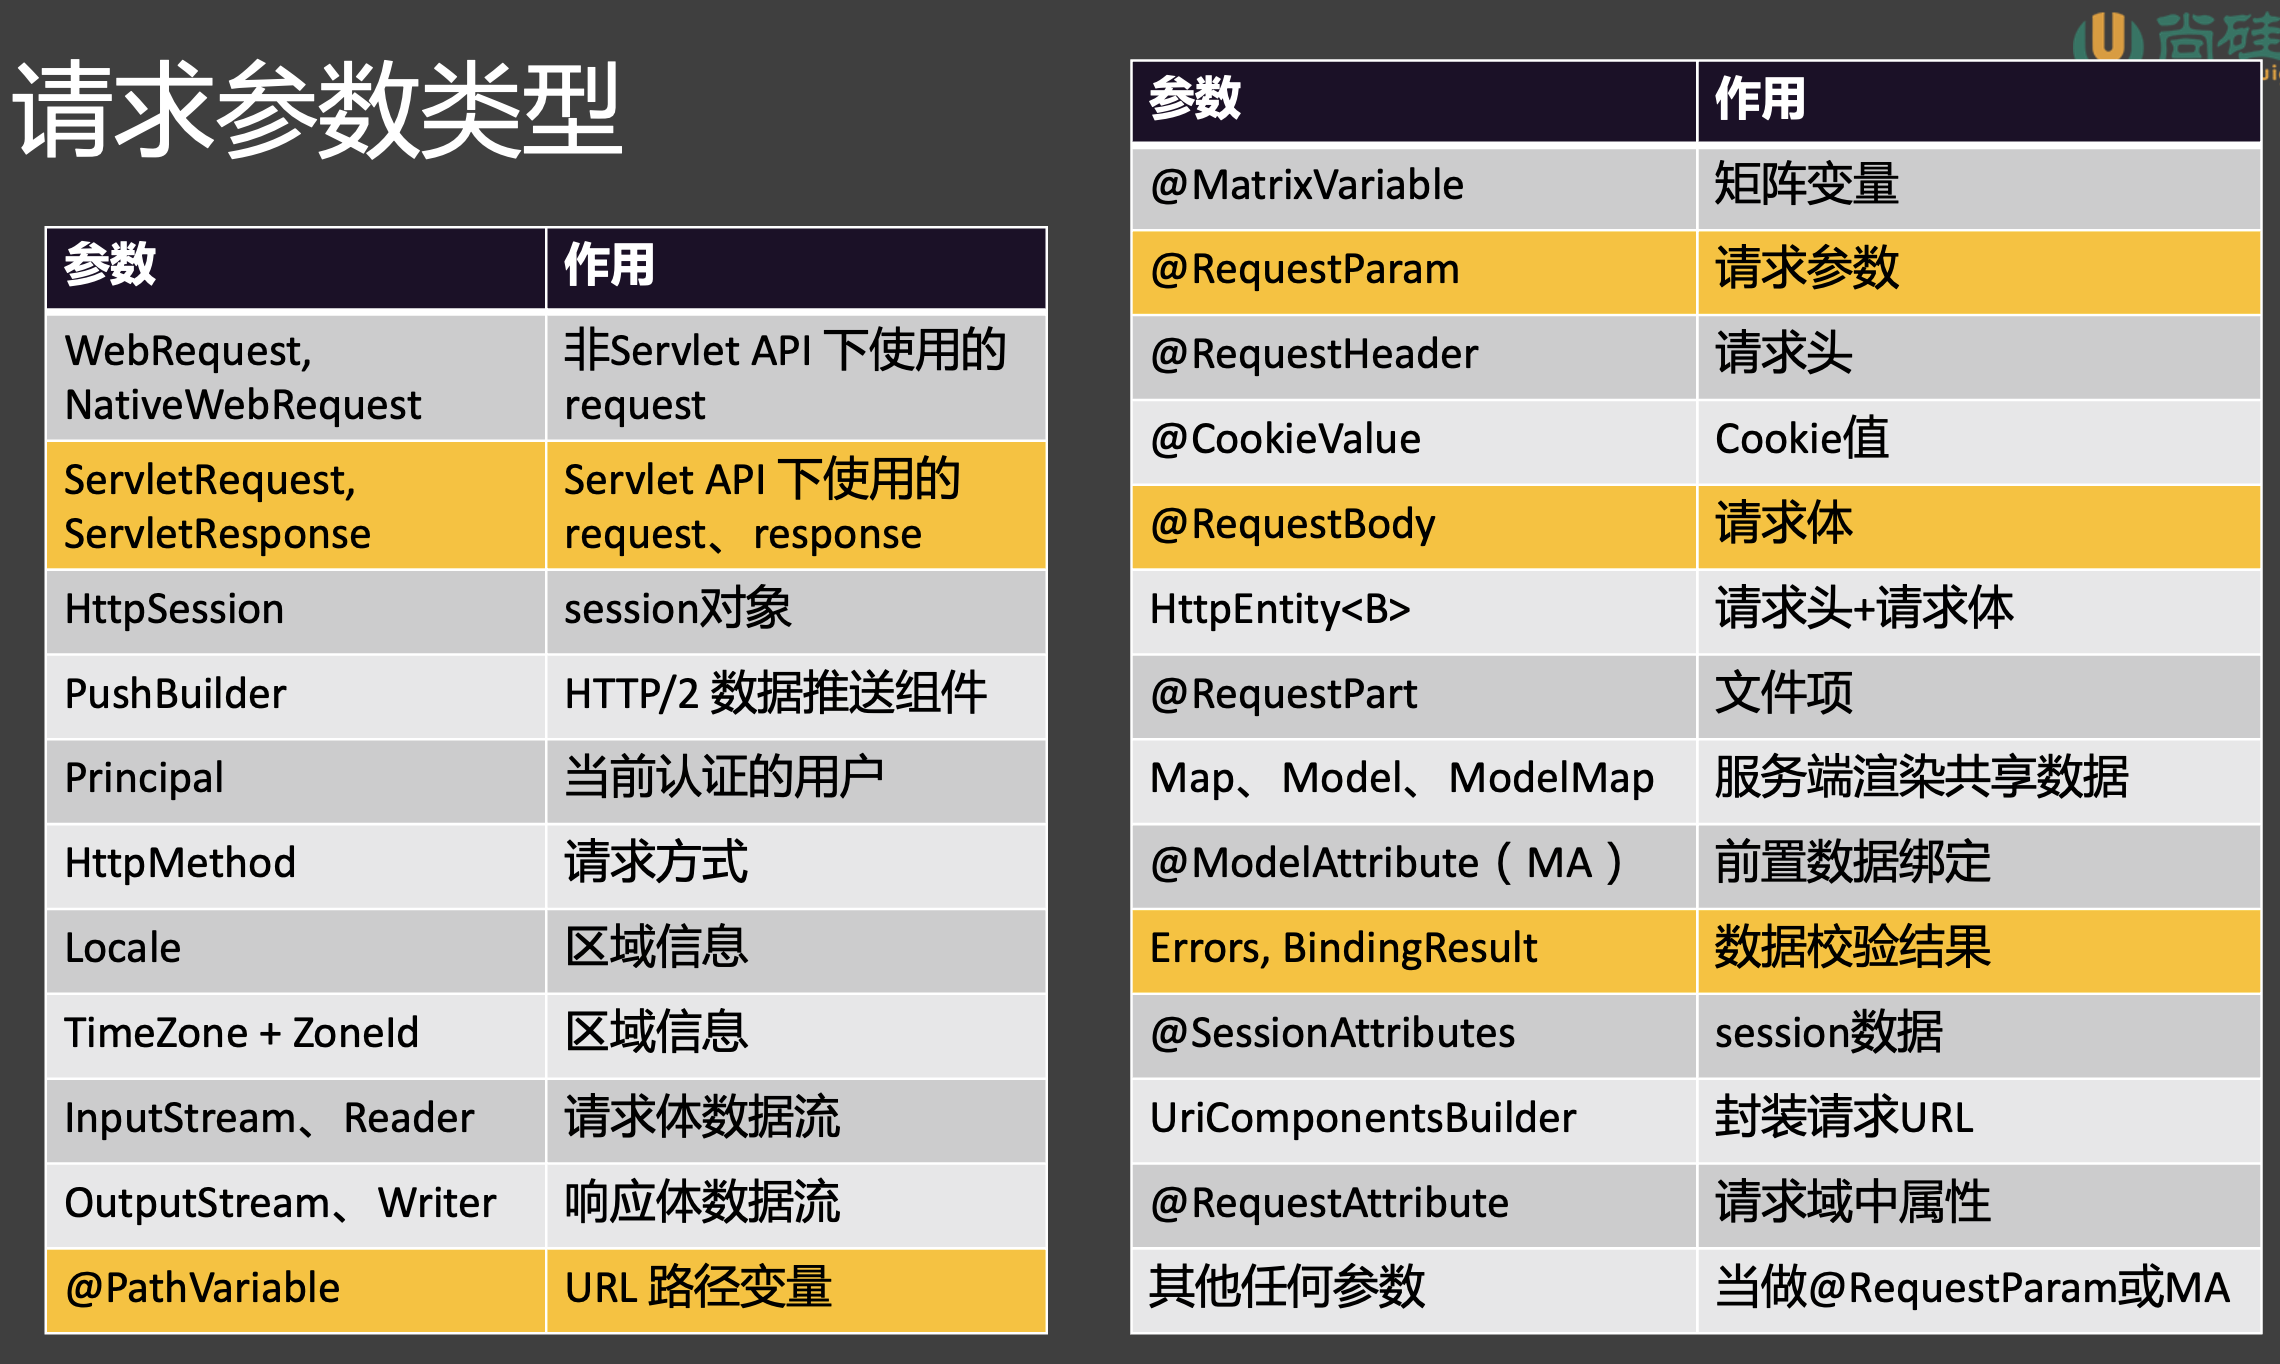 请求参数类型
参数 作用
WebRequest, 非Servlet API 下使用的
NativeWebRequest request
ServletRequest, Servlet API 下使用的
ServletResponse request、response
HttpSession session对象
PushBuilder HTTP/2 数据推送组件
Principal 当前认证的用户
HttpMethod 请求方式
Locale 区域信息
TimeZone + ZoneId 区域信息
InputStream、Reader 请求体数据流
OutputStream、Writer 响应体数据流
@PathVariable URL 路径变量
尚硅
参数 作用
@MatrixVariable 矩阵变量
@RequestParam 请求参数
@RequestHeader 请求头
@CookieValue Cookie值
@RequestBody 请求体
HttpEntity<B> 请求头+请求体
@RequestPart 文件项
Map、Model、ModelMap 服务端渲染共享数据
@ModelAttribute（MA） 前置数据绑定
Errors, BindingResult 数据校验结果
@SessionAttributes session数据
UriComponentsBuilder 封装请求URL
@RequestAttribute 请求域中属性
其他任何参数 当做@RequestParam或MA